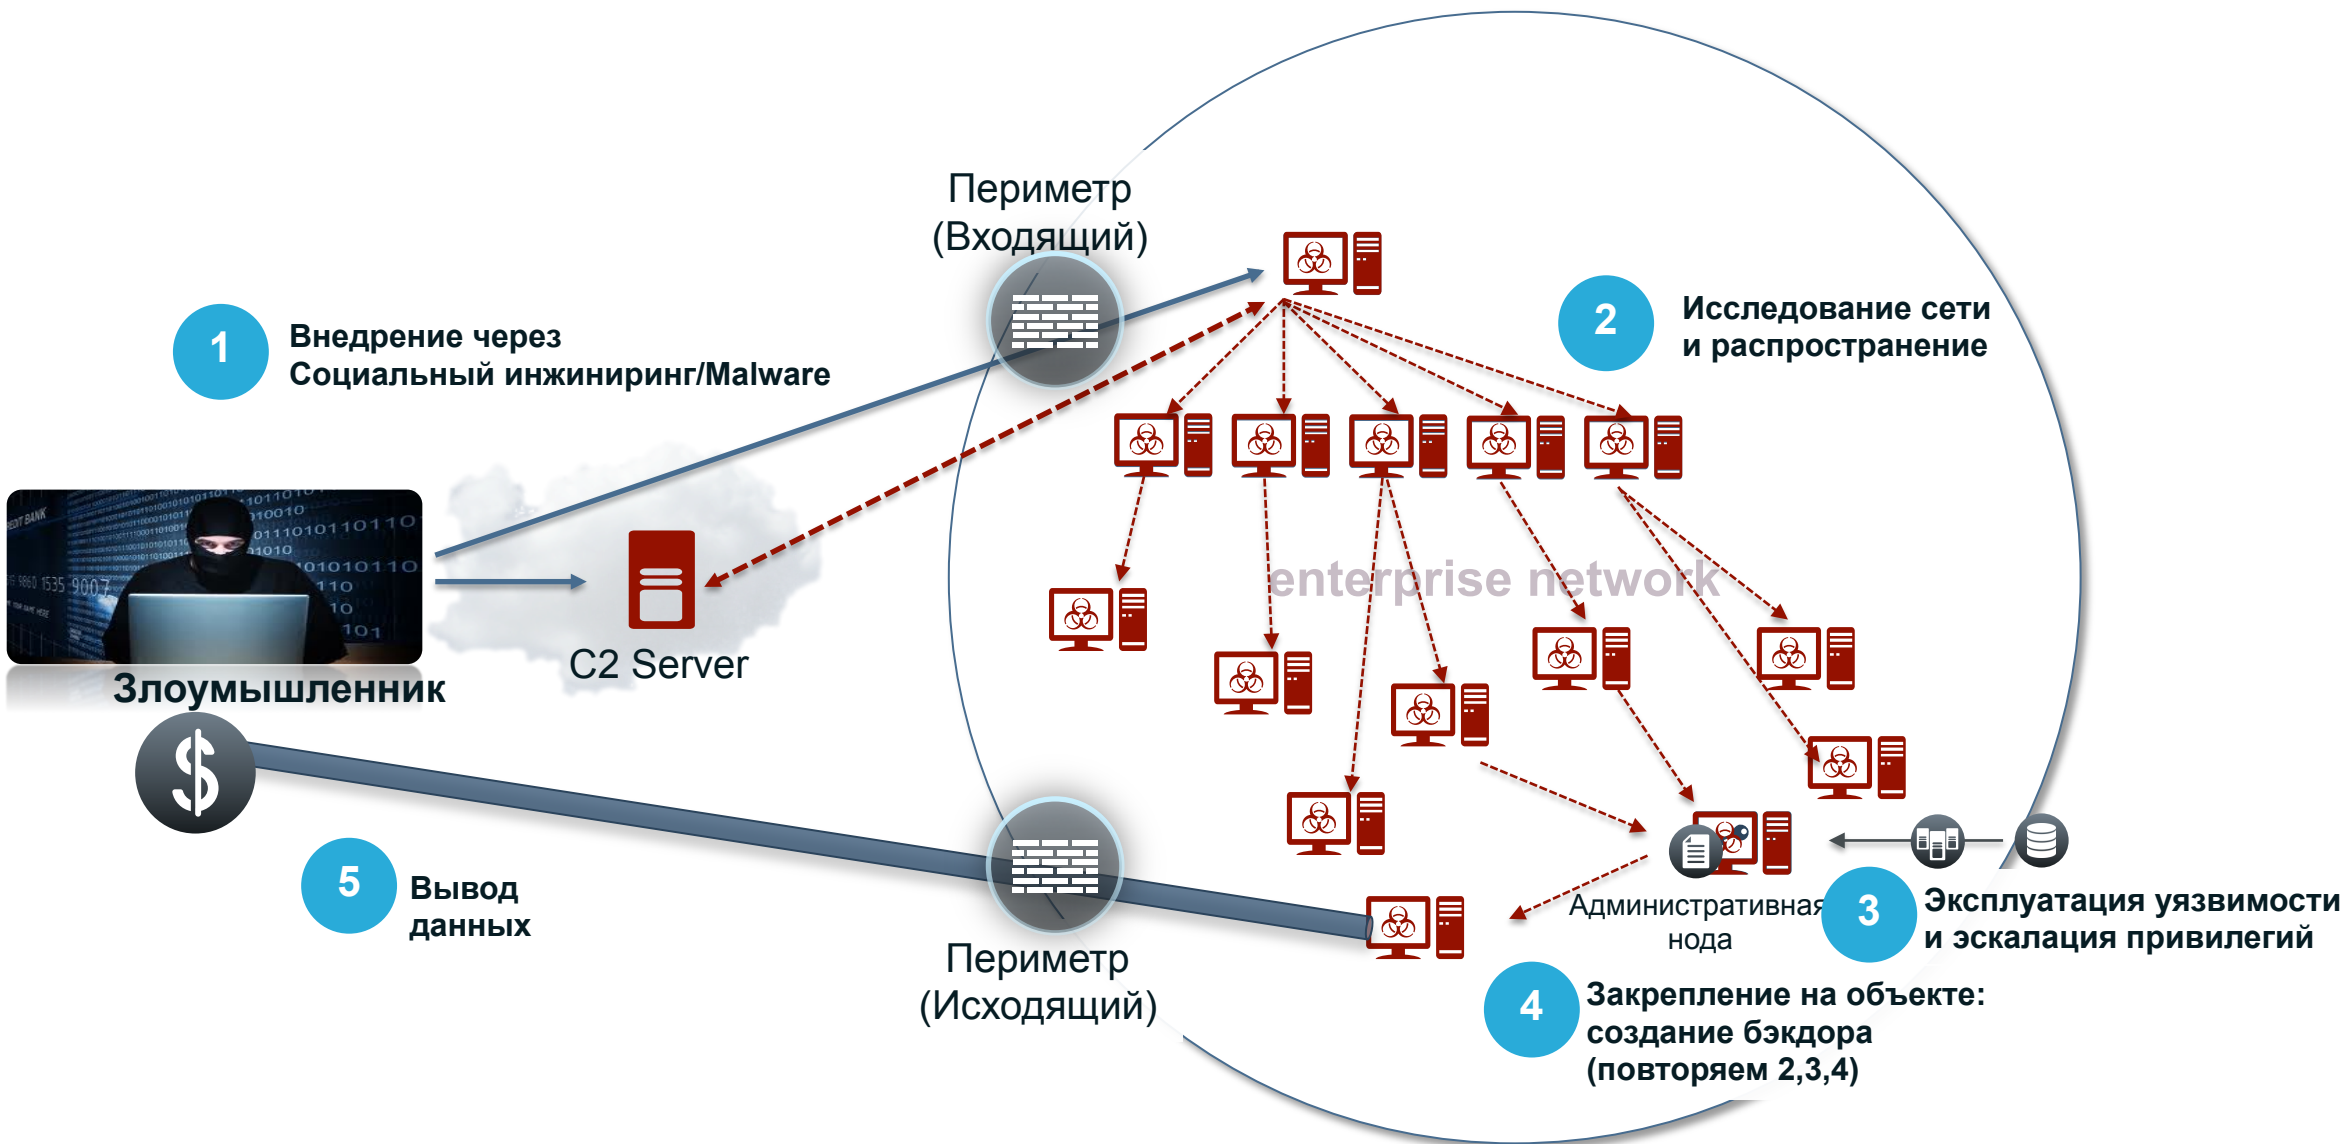 Периметр
(Входящий)
1
Внедрение через
Социальный инжиниринг/Malware
2
Исследование сети
и распространение
enterprise network
C2 Server
Злоумышленник
$
5
Вывод
данных
Периметр
(Исходящий)
Административная
нода
3
Эксплуатация уязвимости
и эскалация привилегий
4
Закрепление на объекте:
создание бэкдора
(повторяем 2,3,4)